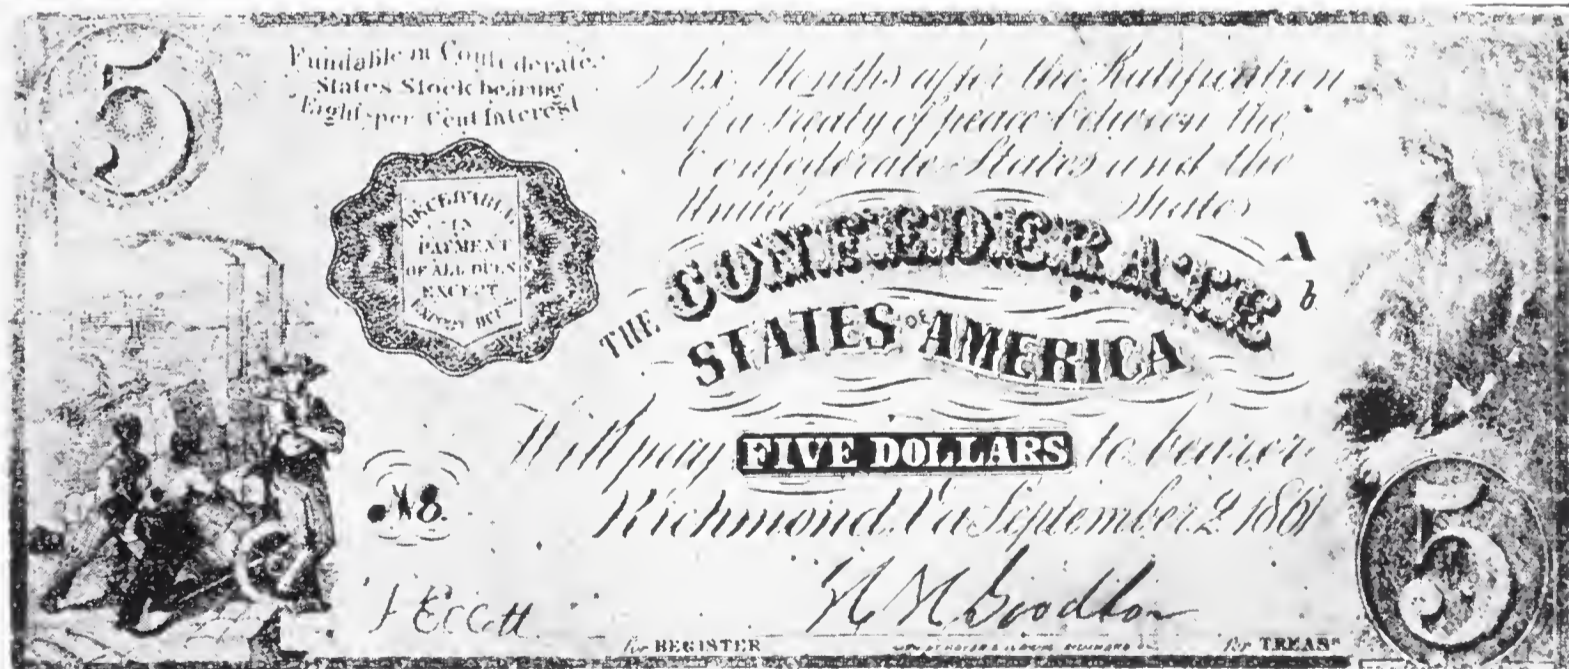 5
Fundable in Confederate
States Stock bearing
Eight per Cent Interest
RECEIVABLE
IN
PAYMENT
OF ALL DUES
EXCEPT
EXPORT DUTIES
Six Months after the Ratification
of a treaty of peace between the
Confederate States and the
United States
A
b
THE CONFEDERATE
STATES OF AMERICA
Will pay FIVE DOLLARS to bearer
Richmond Va September 2 1861
No 8.
for REGISTER
for TREASR
5